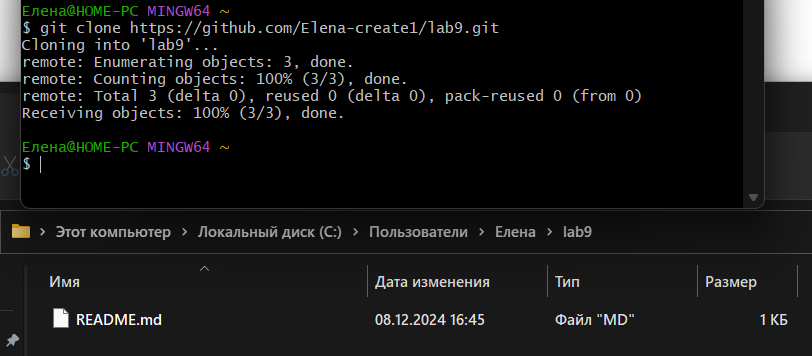 Елена@HOME-PC MINGW64 ~
$ git clone https://github.com/Elena-create1/lab9.git
Cloning into 'lab9'...
remote: Enumerating objects: 3, done.
remote: Counting objects: 100% (3/3), done.
remote: Total 3 (delta 0), reused 0 (delta 0), pack-reused 0 (from 0)
Receiving objects: 100% (3/3), done.
Елена@HOME-PC MINGW64 ~
$
Этот компьютер > Локальный диск (C:) > Пользователи > Елена > lab9
Имя Дата изменения Тип Размер
README.md 08.12.2024 16:45 Файл "MD" 1 КБ